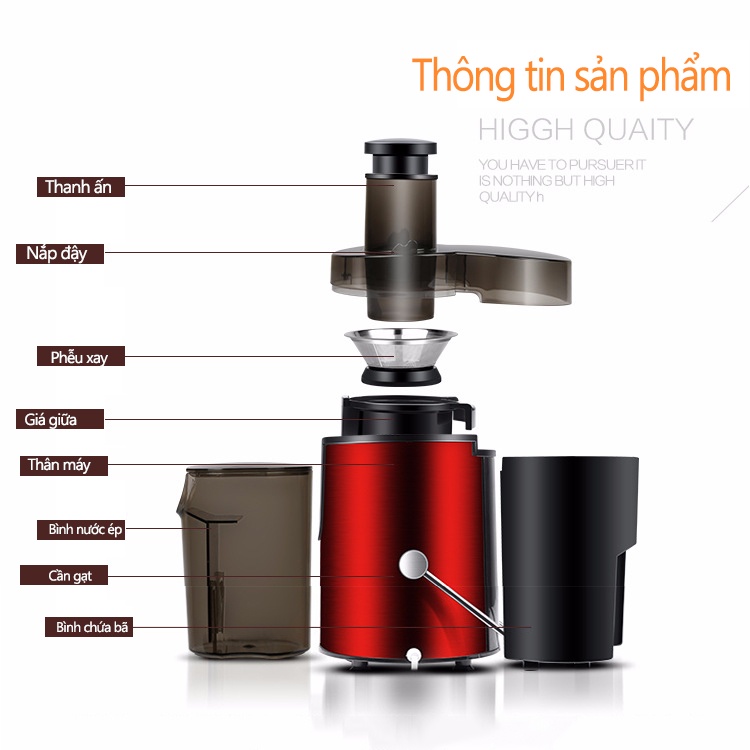 Thông tin sản phẩm
HIGGH QUAITY
YOU HAVE TO PURSUER IT
IS NOTHING BUT HIGH
QUALITY h
Thanh ấn
Nắp đậy
Phễu xay
Giá giữa
Thân máy
Bình nước ép
Cần gạt
Bình chứa bã